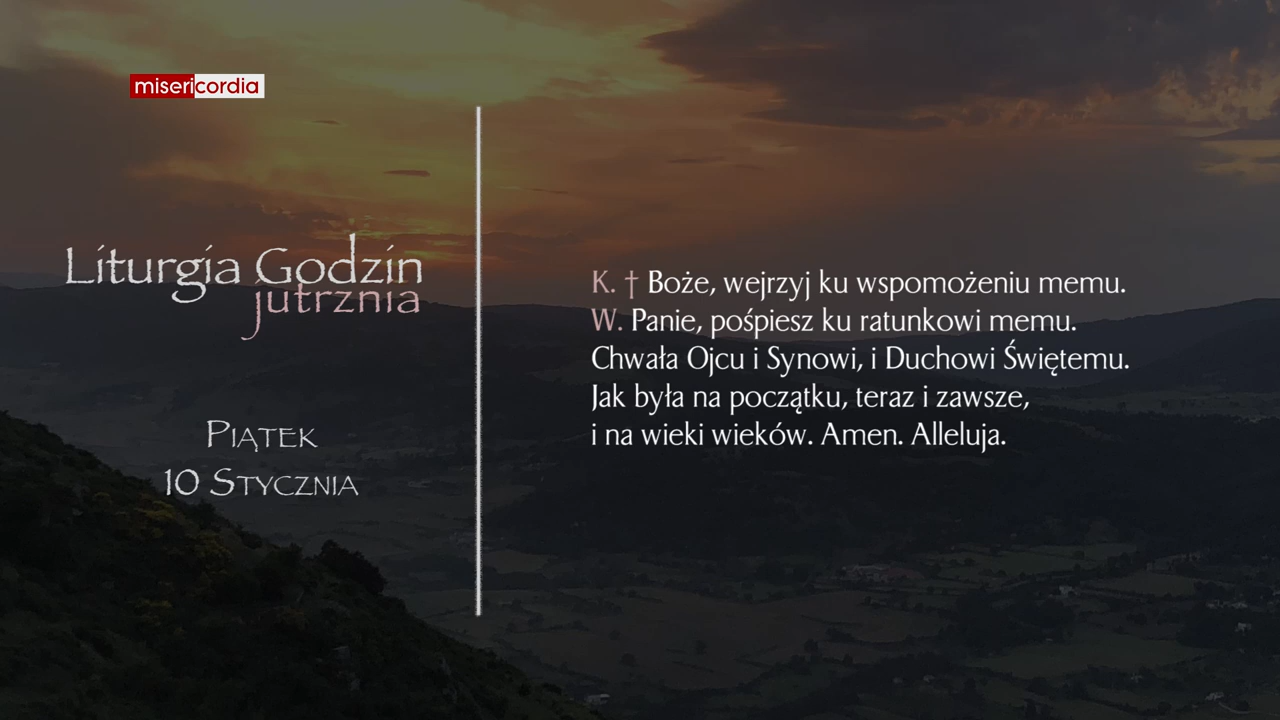 misericordia
Liturgia Godzin
jutrznia
Piątek
10 Stycznia
K. † Boże, wejrzyj ku wspomożeniu memu.
W. Panie, pośpiesz ku ratunkowi memu.
Chwała Ojcu i Synowi, i Duchowi Świętemu.
Jak była na początku, teraz i zawsze,
i na wieki wieków. Amen. Alleluja.